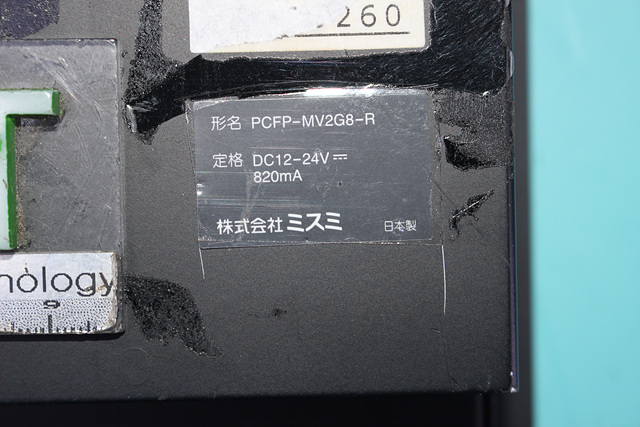 260
形名 PCFP-MV2G8-R
定格 DC12-24V⎓
820mA
株式会社ミスミ 日本製
T
nology